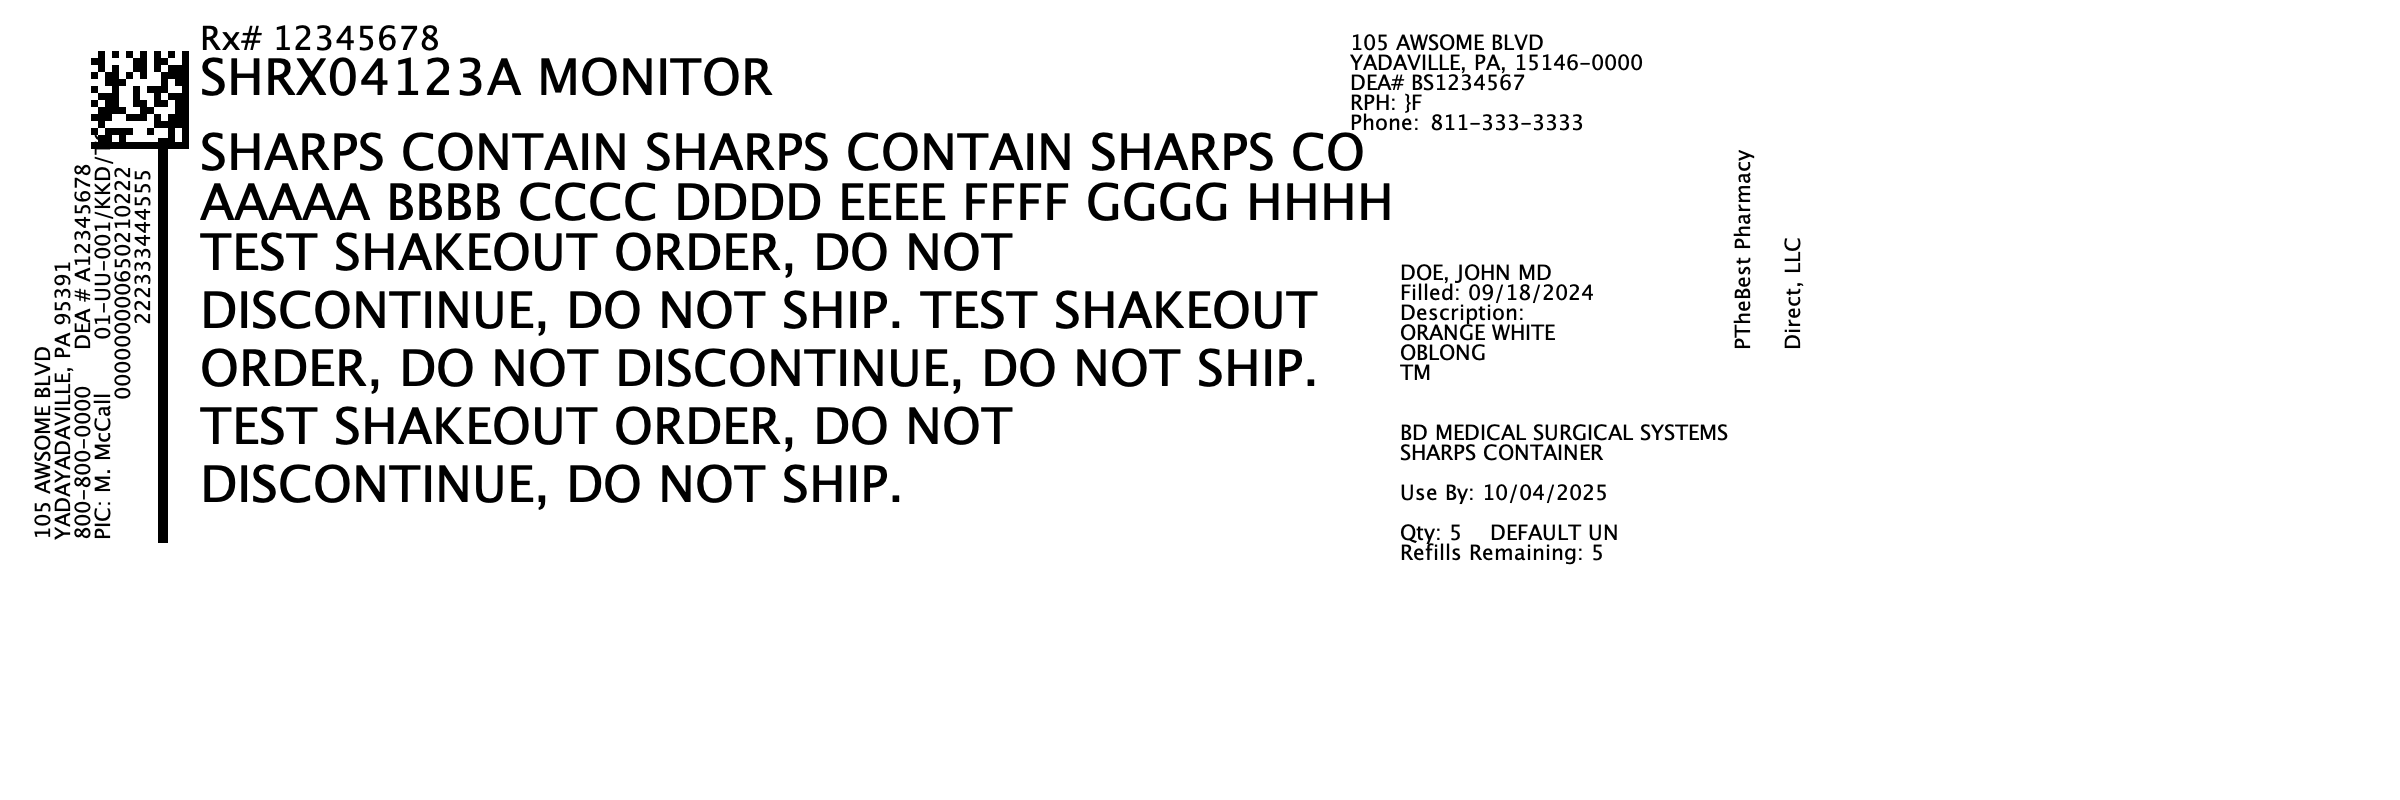 Rx# 12345678
SHRX04123A MONITOR
SHARPS CONTAIN SHARPS CONTAIN SHARPS CO
AAAAA BBBB CCCC DDDD EEEE FFFF GGGG HHHH
TEST SHAKEOUT ORDER, DO NOT
DISCONTINUE, DO NOT SHIP. TEST SHAKEOUT
ORDER, DO NOT DISCONTINUE, DO NOT SHIP.
TEST SHAKEOUT ORDER, DO NOT
DISCONTINUE, DO NOT SHIP.
105 AWSOME BLVD
YADAVILLE, PA, 15146-0000
DEA# BS1234567
RPH: }F
Phone: 811-333-3333
DOE, JOHN MD
Filled: 09/18/2024
Description:
ORANGE WHITE
OBLONG
TM
BD MEDICAL SURGICAL SYSTEMS
SHARPS CONTAINER
Use By: 10/04/2025
Qty: 5 DEFAULT UN
Refills Remaining: 5
PTheBest Pharmacy
Direct, LLC
105 AWSOME BLVD
YADAYADAVILLE, PA 95391
800-800-0000 DEA # A12345678
PIC: M. McCall 01-UU-001/KKD/
000000000065021O222
2223333444555